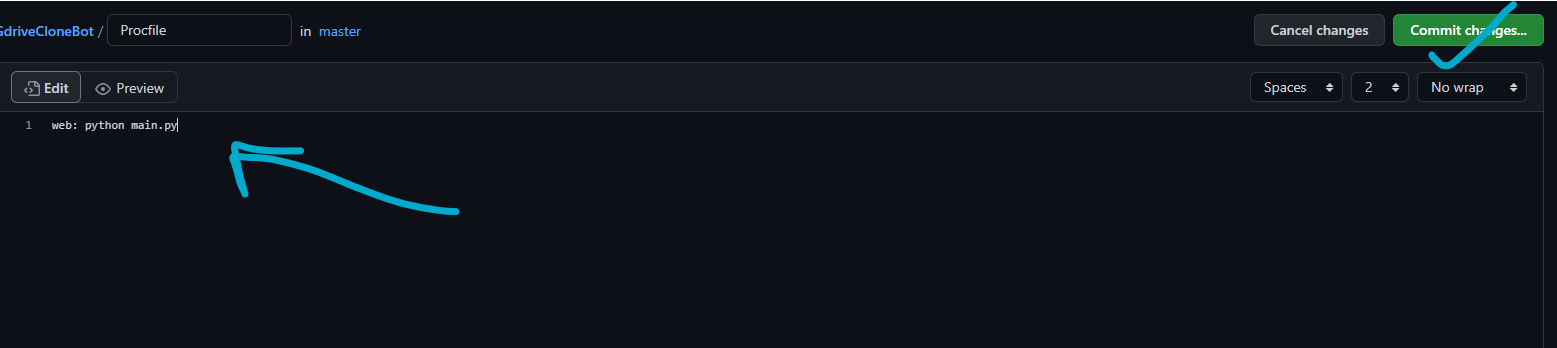 GdriveCloneBot / Procfile in master Cancel changes Commit changes...
Edit Preview Spaces 2 No wrap
1 web: python main.py